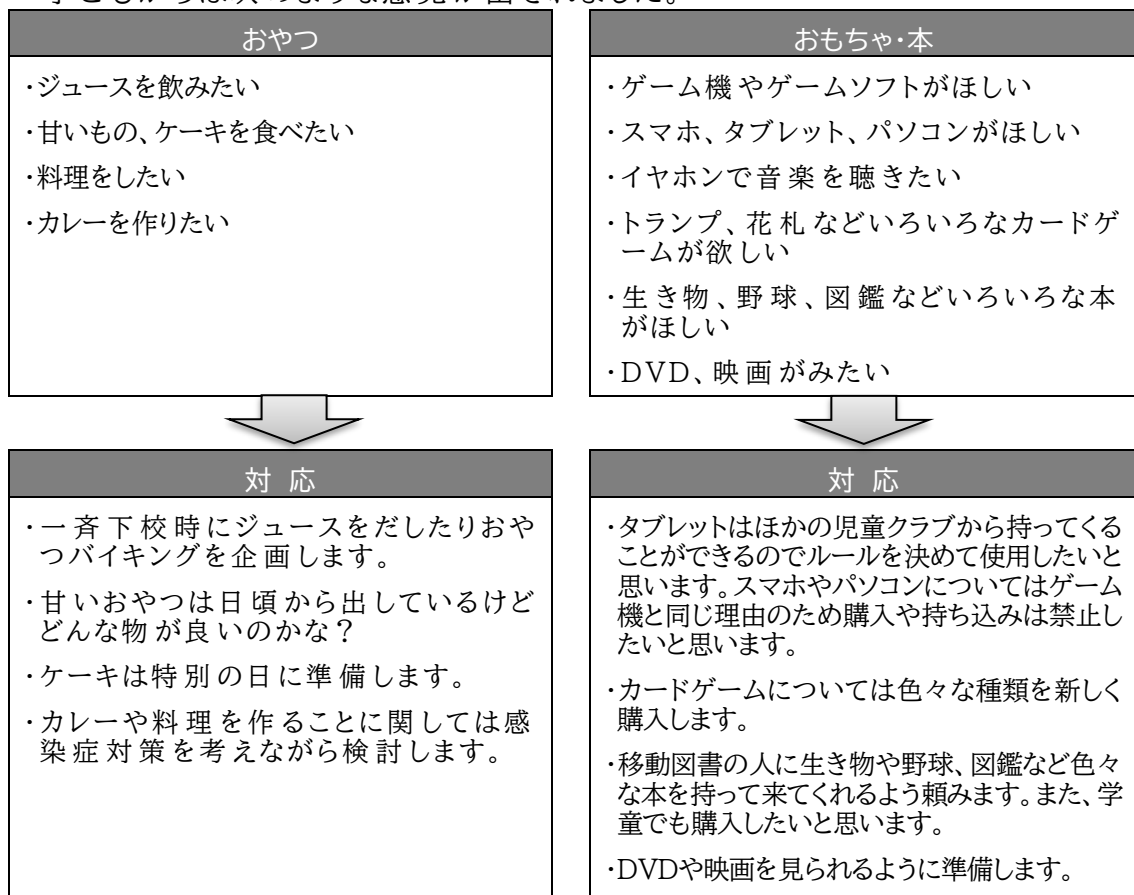 子どもからは次のような意見が出されました。
おやつ
・ジュースを飲みたい
・甘いもの、ケーキを食べたい
・料理をしたい
・カレーを作りたい
おもちゃ・本
・ゲーム機やゲームソフトがほしい
・スマホ、タブレット、パソコンがほしい
・イヤホンで音楽を聴きたい
・トランプ、花札などいろいろなカードゲ
ームが欲しい
・生き物、野球、図鑑などいろいろな本
がほしい
・DVD、映画がみたい
対応
・一斉下校時にジュースをだしたりおや
つバイキングを企画します。
・甘いおやつは日頃から出しているけど
どんな物が良いのかな？
・ケーキは特別の日に準備します。
・カレーや料理を作ることに関しては感
染症対策を考えながら検討します。
対応
・タブレットはほかの児童クラブから持ってくる
ことができるのでルールを決めて使用したいと
思います。スマホやパソコンについてはゲーム
機と同じ理由のため購入や持ち込みは禁止し
たいと思います。
・カードゲームについては色々な種類を新しく
購入します。
・移動図書の人に生き物や野球、図鑑など色々
な本を持って来てくれるよう頼みます。また、学
童でも購入したいと思います。
・DVDや映画を見られるように準備します。